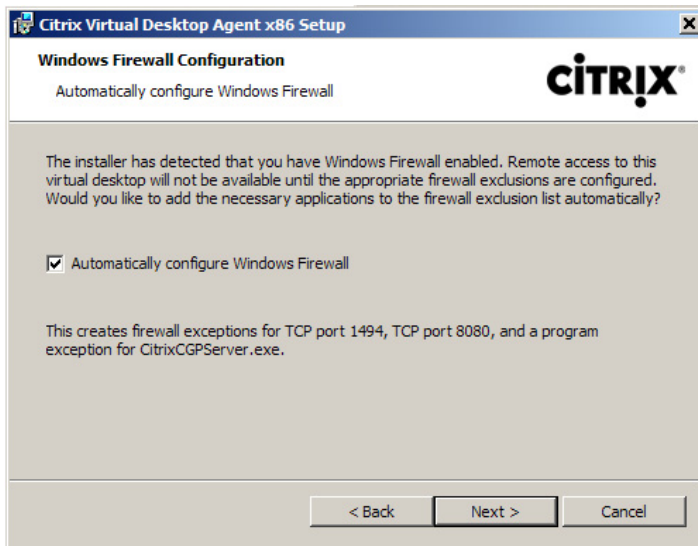 Citrix Virtual Desktop Agent x86 Setup
Windows Firewall Configuration
Automatically configure Windows Firewall
CITRIX®
The installer has detected that you have Windows Firewall enabled. Remote access to this
virtual desktop will not be available until the appropriate firewall exclusions are configured.
Would you like to add the necessary applications to the firewall exclusion list automatically?
Automatically configure Windows Firewall
This creates firewall exceptions for TCP port 1494, TCP port 8080, and a program
exception for CitrixCGPServer.exe.
< Back Next > Cancel